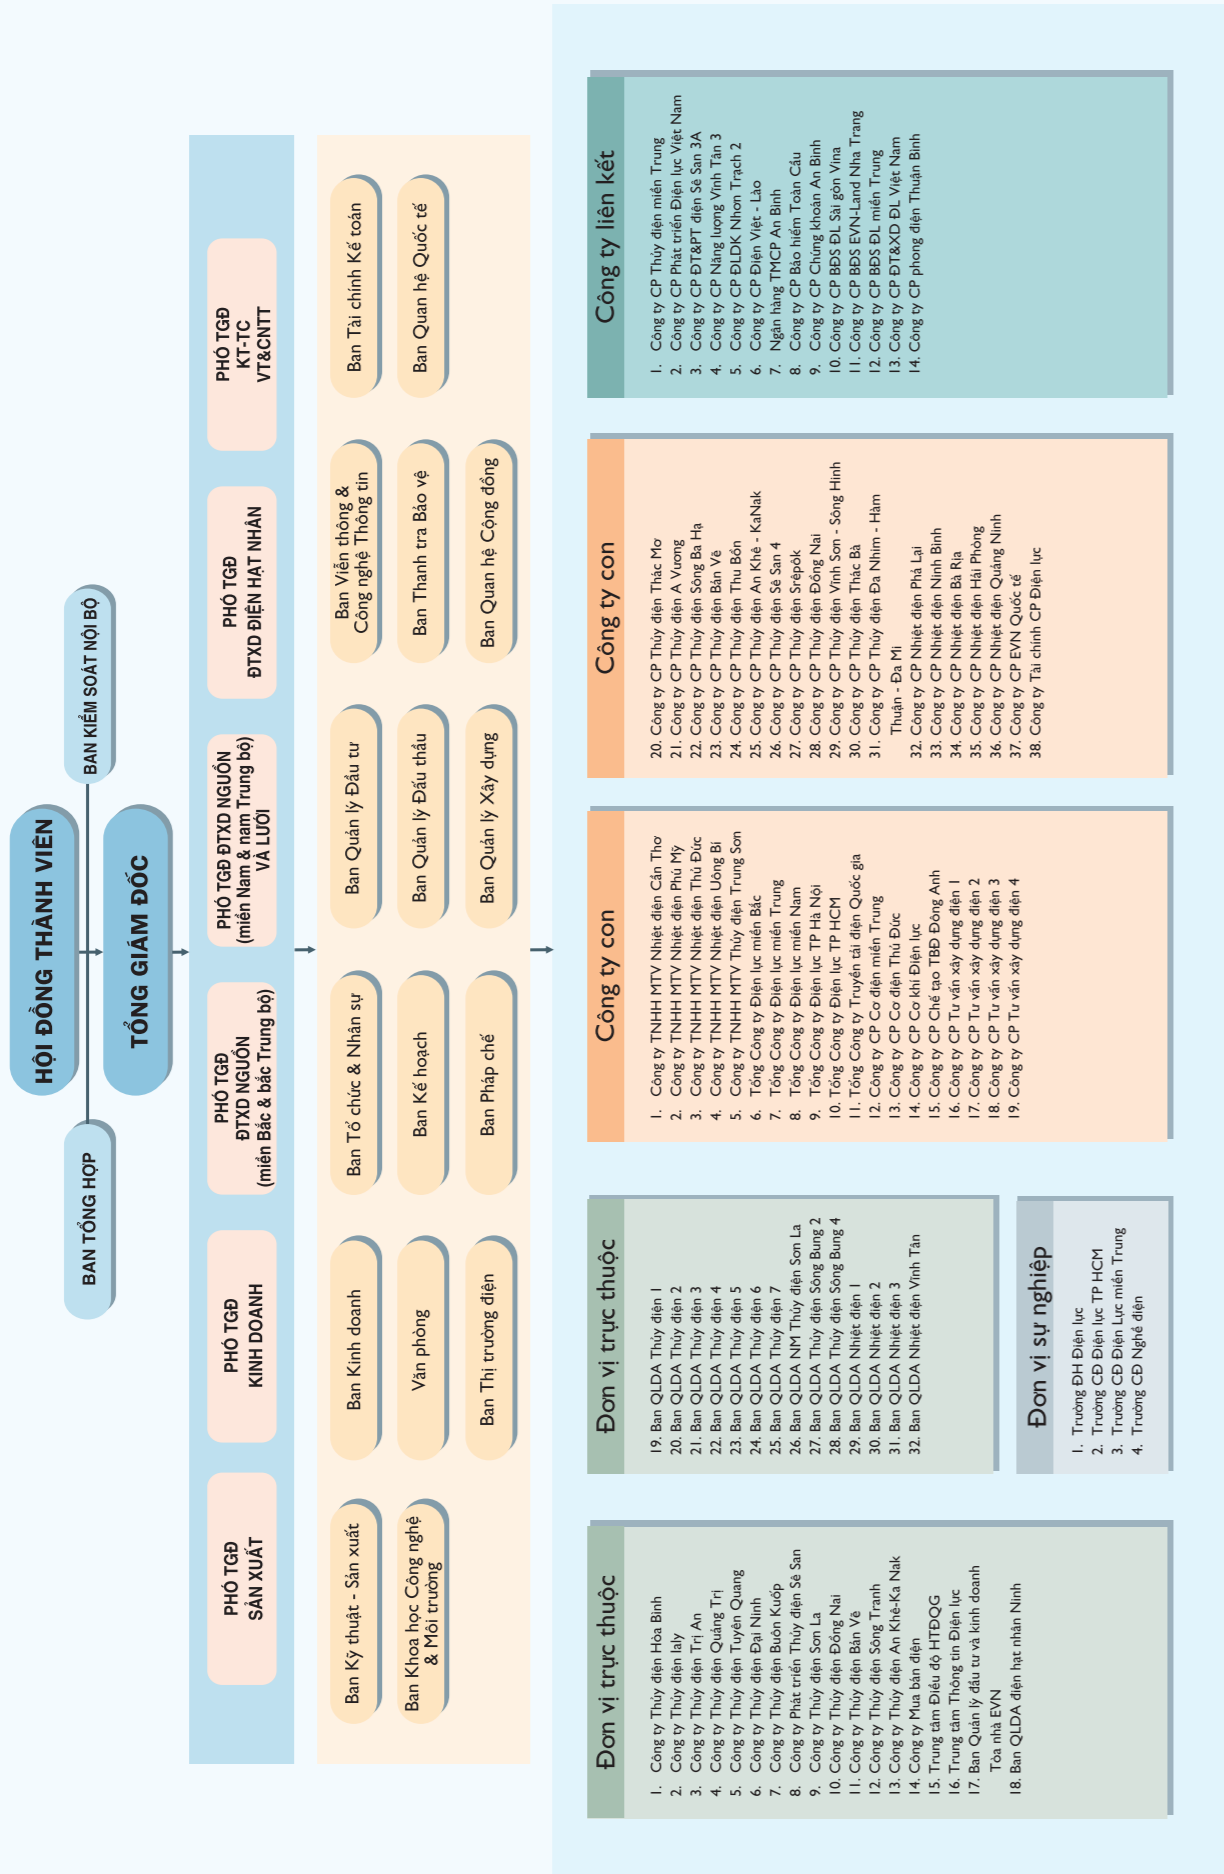 HỘI ĐỒNG THÀNH VIÊN
BAN TỔNG HỢP
BAN KIỂM SOÁT NỘI BỘ
TỔNG GIÁM ĐỐC
PHÓ TGĐ
SẢN XUẤT
PHÓ TGĐ
KINH DOANH
PHÓ TGĐ
ĐTXD NGUỒN
(miền Bắc & bắc Trung bộ)
PHÓ TGĐ ĐTXD NGUỒN
(miền Nam & nam Trung bộ)
VÀ LƯỚI
PHÓ TGĐ
ĐTXD ĐIỆN HẠT NHÂN
PHÓ TGĐ
KT-TC
VT&CNTT
Ban Kỹ thuật - Sản xuất
Ban Kinh doanh
Ban Tổ chức & Nhân sự
Ban Quản lý Đầu tư
Ban Viễn thông &
Công nghệ Thông tin
Ban Tài chính Kế toán
Ban Khoa học Công nghệ
& Môi trường
Văn phòng
Ban Kế hoạch
Ban Quản lý Đấu thầu
Ban Thanh tra Bảo vệ
Ban Quan hệ Quốc tế
Ban Thị trường điện
Ban Pháp chế
Ban Quản lý Xây dựng
Ban Quan hệ Cộng đồng
Đơn vị trực thuộc
1. Công ty Thủy điện Hòa Bình
2. Công ty Thủy điện Ialy
3. Công ty Thủy điện Trị An
4. Công ty Thủy điện Quảng Trị
5. Công ty Thủy điện Tuyên Quang
6. Công ty Thủy điện Đại Ninh
7. Công ty Thủy điện Buôn Kuốp
8. Công ty Phát triển Thủy điện Sê San
9. Công ty Thủy điện Sơn La
10. Công ty Thủy điện Đồng Nai
11. Công ty Thủy điện Bản Vẽ
12. Công ty Thủy điện Sông Tranh
13. Công ty Thủy điện An Khê-Ka Nak
14. Công ty Mua bán điện
15. Trung tâm Điều độ HTĐQG
16. Trung tâm Thông tin Điện lực
17. Ban Quản lý đầu tư và kinh doanh
Tòa nhà EVN
18. Ban QLDA điện hạt nhân Ninh
Đơn vị trực thuộc
19. Ban QLDA Thủy điện 1
20. Ban QLDA Thủy điện 2
21. Ban QLDA Thủy điện 3
22. Ban QLDA Thủy điện 4
23. Ban QLDA Thủy điện 5
24. Ban QLDA Thủy điện 6
25. Ban QLDA Thủy điện 7
26. Ban QLDA NM Thủy điện Sơn La
27. Ban QLDA Thủy điện Sông Bung 2
28. Ban QLDA Thủy điện Sông Bung 4
29. Ban QLDA Nhiệt điện 1
30. Ban QLDA Nhiệt điện 2
31. Ban QLDA Nhiệt điện 3
32. Ban QLDA Nhiệt điện Vĩnh Tân
Đơn vị sự nghiệp
1. Trường ĐH Điện lực
2. Trường CĐ Điện lực TP HCM
3. Trường CĐ Điện Lực miền Trung
4. Trường CĐ Nghề điện
Công ty con
1. Công ty TNHH MTV Nhiệt điện Cần Thơ
2. Công ty TNHH MTV Nhiệt điện Phú Mỹ
3. Công ty TNHH MTV Nhiệt điện Thủ Đức
4. Công ty TNHH MTV Nhiệt điện Uông Bí
5. Công ty TNHH MTV Thủy điện Trung Sơn
6. Tổng Công ty Điện lực miền Bắc
7. Tổng Công ty Điện lực miền Trung
8. Tổng Công ty Điện lực miền Nam
9. Tổng Công ty Điện lực TP Hà Nội
10. Tổng Công ty Điện lực TP HCM
11. Tổng Công ty Truyền tải điện Quốc gia
12. Công ty CP Cơ điện miền Trung
13. Công ty CP Cơ điện Thủ Đức
14. Công ty CP Cơ khí Điện lực
15. Công ty CP Chế tạo TBĐ Đông Anh
16. Công ty CP Tư vấn xây dựng điện 1
17. Công ty CP Tư vấn xây dựng điện 2
18. Công ty CP Tư vấn xây dựng điện 3
19. Công ty CP Tư vấn xây dựng điện 4
Công ty con
20. Công ty CP Thủy điện Thác Mơ
21. Công ty CP Thủy điện A Vương
22. Công ty CP Thủy điện Sông Ba Hạ
23. Công ty CP Thủy điện Bản Vẽ
24. Công ty CP Thủy điện Thu Bồn
25. Công ty CP Thủy điện An Khê - KaNak
26. Công ty CP Thủy điện Sê San 4
27. Công ty CP Thủy điện Srêpôk
28. Công ty CP Thủy điện Đồng Nai
29. Công ty CP Thủy điện Vĩnh Sơn - Sông Hinh
30. Công ty CP Thủy điện Thác Bà
31. Công ty CP Thủy điện Đa Nhim - Hàm
Thuận - Đa Mi
32. Công ty CP Nhiệt điện Phả Lại
33. Công ty CP Nhiệt điện Ninh Bình
34. Công ty CP Nhiệt điện Bà Rịa
35. Công ty CP Nhiệt điện Hải Phòng
36. Công ty CP Nhiệt điện Quảng Ninh
37. Công ty CP EVN Quốc tế
38. Công ty Tài chính CP Điện lực
Công ty liên kết
1. Công ty CP Thủy điện miền Trung
2. Công ty CP Phát triển Điện lực Việt Nam
3. Công ty CP ĐT&PT điện Sê San 3A
4. Công ty CP Năng lượng Vĩnh Tân 3
5. Công ty CP ĐLDK Nhơn Trạch 2
6. Công ty CP Điện Việt - Lào
7. Ngân hàng TMCP An Bình
8. Công ty CP Bảo hiểm Toàn Cầu
9. Công ty CP Chứng khoán An Bình
10. Công ty CP BĐS ĐL Sài gòn Vina
11. Công ty CP BĐS EVN-Land Nha Trang
12. Công ty CP BĐS ĐL miền Trung
13. Công ty CP ĐT&XD ĐL Việt Nam
14. Công ty CP phong điện Thuận Bình